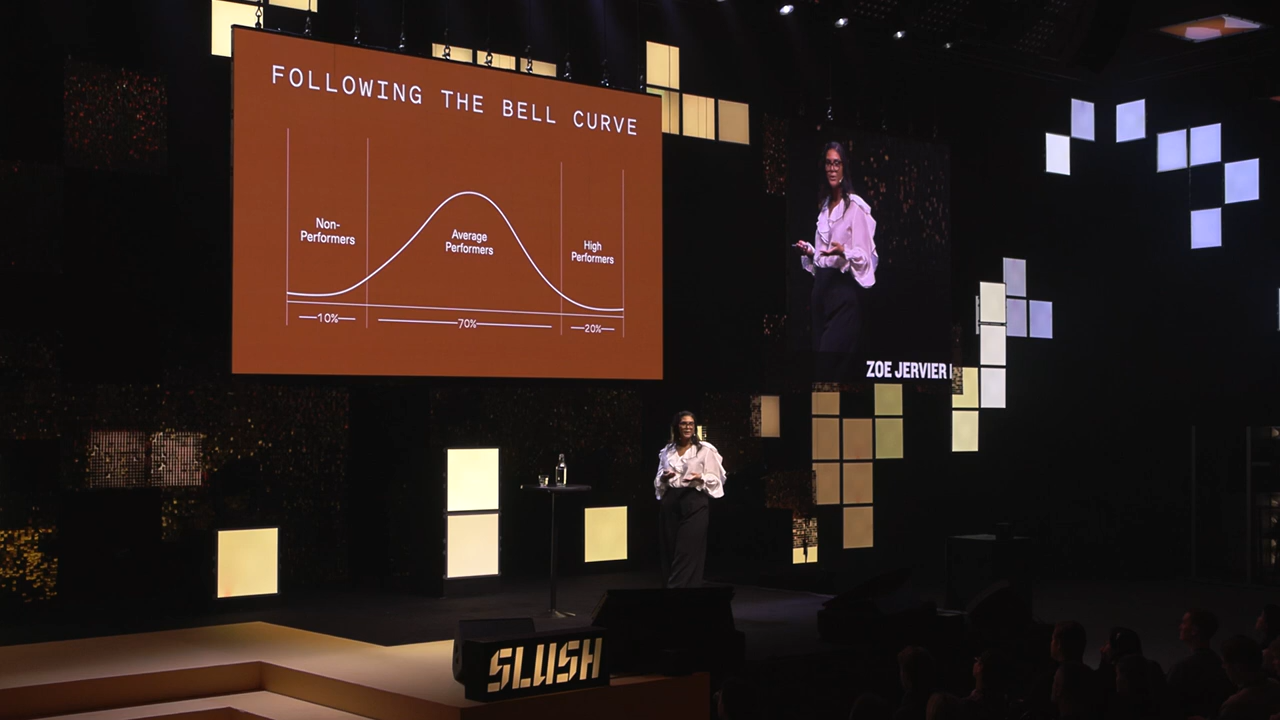 FOLLOWING THE BELL CURVE
Non-
Performers
Average
Performers
High
Performers
10%
70%
20%
ZOE JERVIER
SLUSH